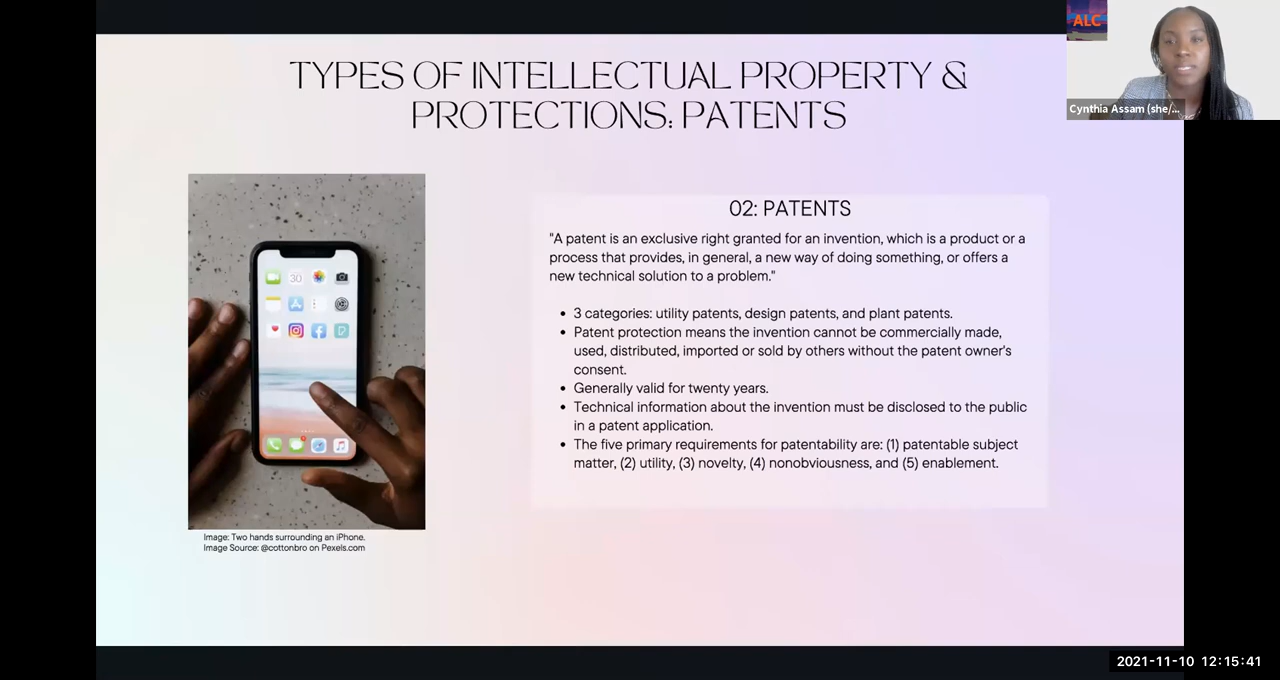 ALC
Cynthia Assam (she/...
TYPES OF INTELLECTUAL PROPERTY &
PROTECTIONS: PATENTS
30
02: PATENTS
"A patent is an exclusive right granted for an invention, which is a product or a
process that provides, in general, a new way of doing something, or offers a
new technical solution to a problem."
• 3 categories: utility patents, design patents, and plant patents.
• Patent protection means the invention cannot be commercially made,
used, distributed, imported or sold by others without the patent owner's
consent.
• Generally valid for twenty years.
• Technical information about the invention must be disclosed to the public
in a patent application.
• The five primary requirements for patentability are: (1) patentable subject
matter, (2) utility, (3) novelty, (4) nonobviousness, and (5) enablement.
Image: Two hands surrounding an iPhone.
Image Source: @cottonbro on Pexels.com
2021-11-10 12:15:41